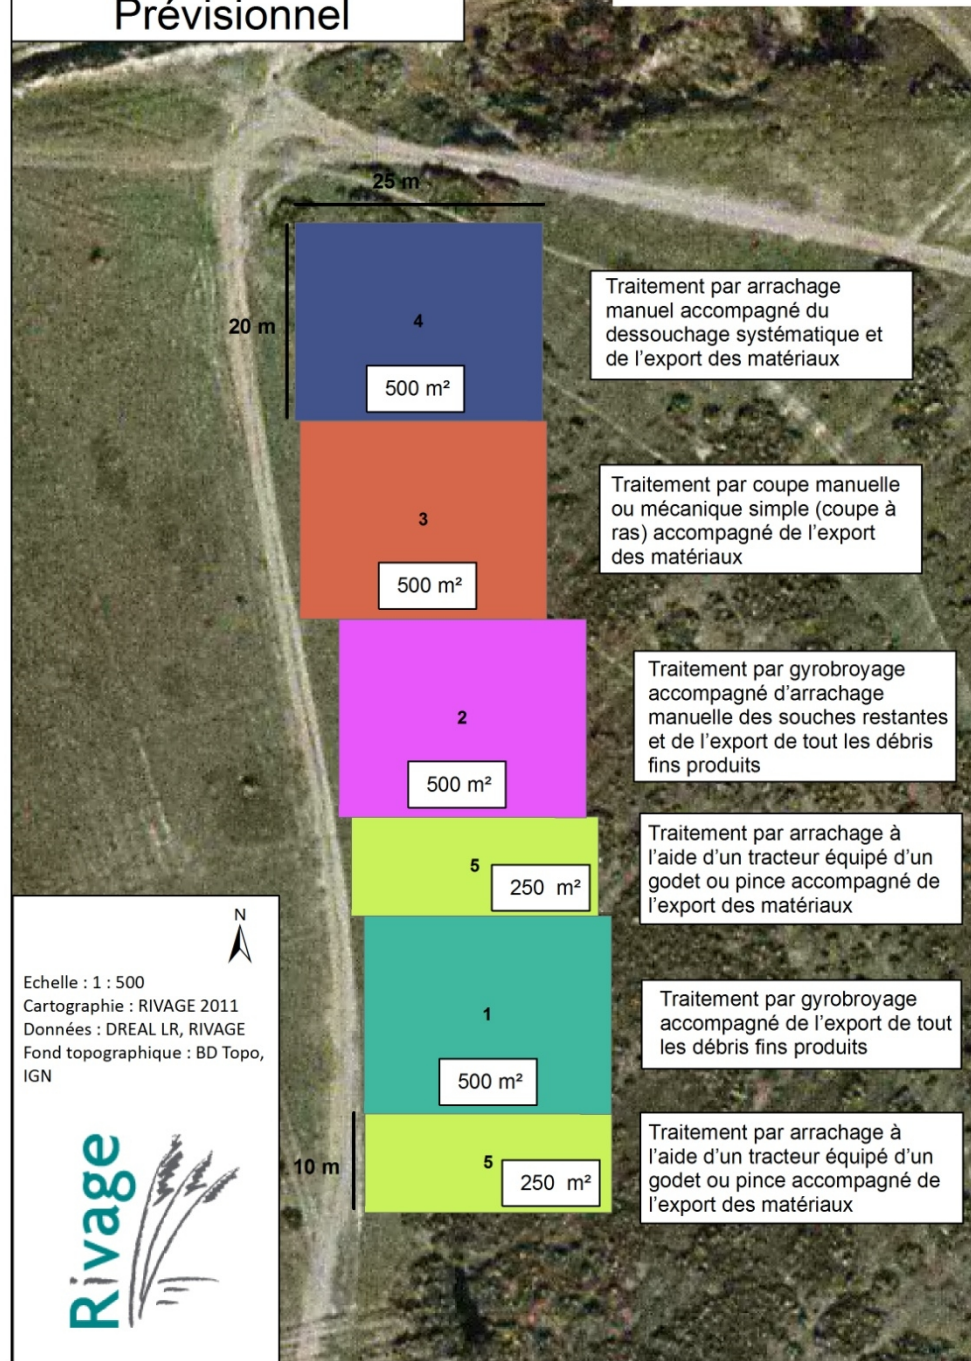 Prévisionnel
25 m
20 m
4
500 m²
Traitement par arrachage
manuel accompagné du
dessouchage systématique et
de l'export des matériaux
3
500 m²
Traitement par coupe manuelle
ou mécanique simple (coupe à
ras) accompagné de l'export
des matériaux
2
500 m²
Traitement par gyrobroyage
accompagné d'arrachage
manuelle des souches restantes
et de l'export de tout les débris
fins produits
5
250 m²
Traitement par arrachage à
l'aide d'un tracteur équipé d'un
godet ou pince accompagné de
l'export des matériaux
1
500 m²
Traitement par gyrobroyage
accompagné de l'export de tout
les débris fins produits
10 m
5
250 m²
Traitement par arrachage à
l'aide d'un tracteur équipé d'un
godet ou pince accompagné de
l'export des matériaux
N
Echelle : 1 : 500
Cartographie : RIVAGE 2011
Données : DREAL LR, RIVAGE
Fond topographique : BD Topo,
IGN
Rivage